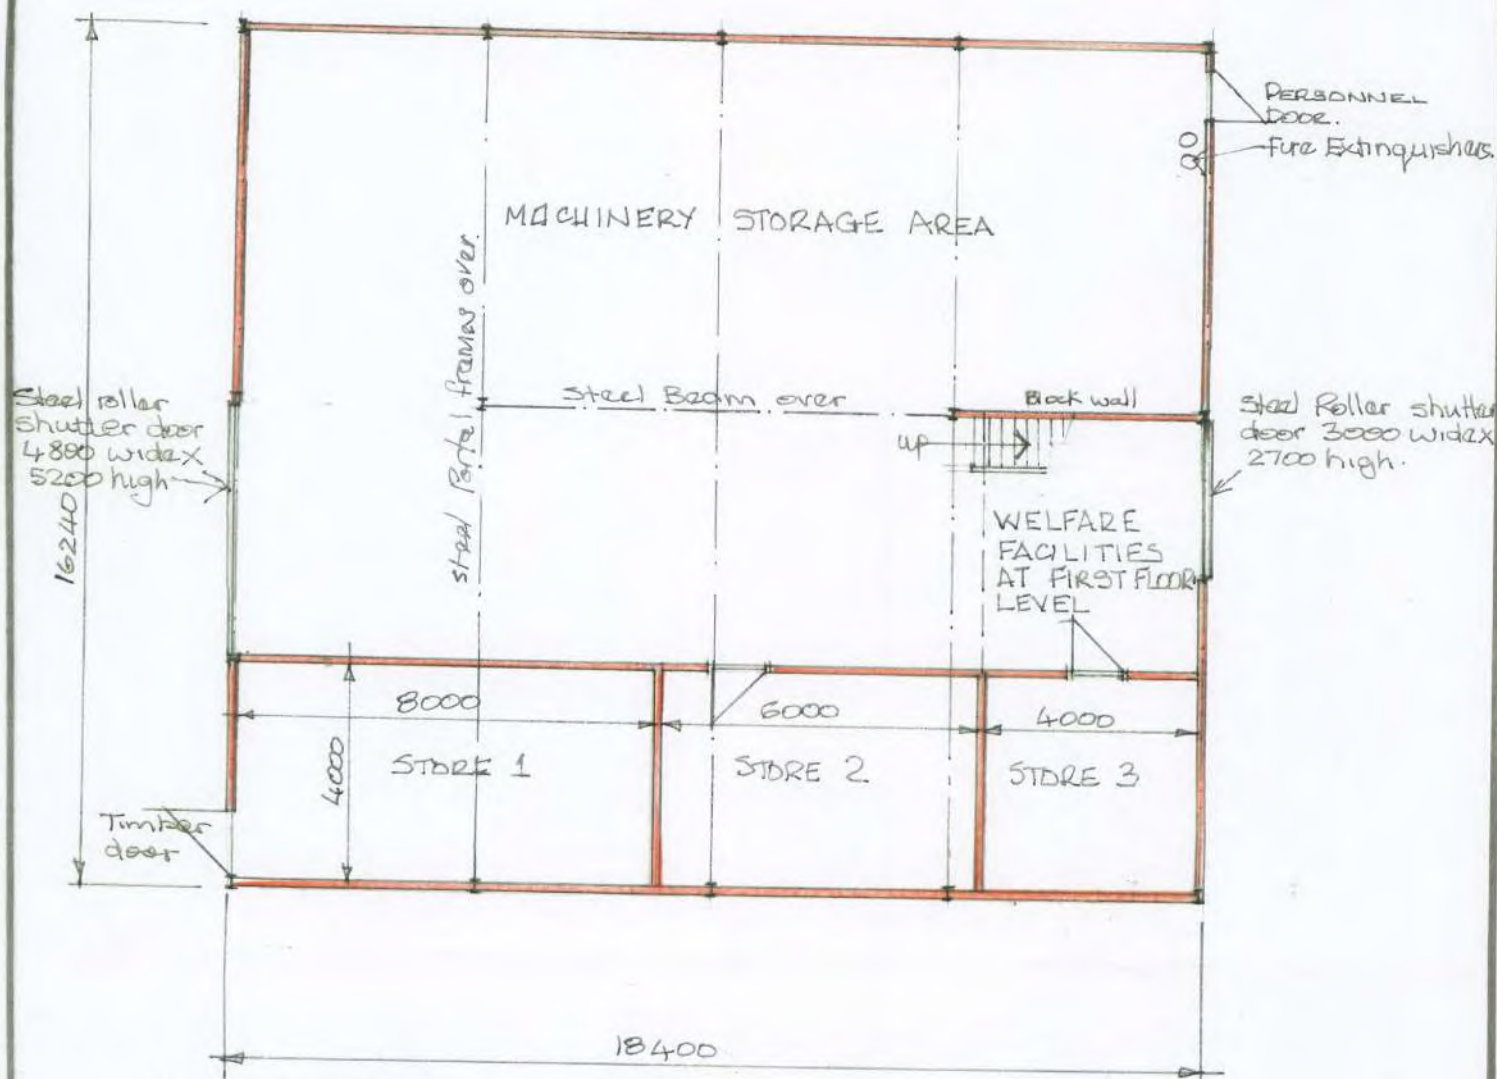 PERSONNEL
DOOR.
Fire Extinguishers.
MACHINERY STORAGE AREA
Steel Portal frames over.
Steel Beam over
Block wall
up
Steel roller
shutter door
4800 wide x
5200 high
Steel Roller shutter
door 3000 wide x
2700 high.
16240
WELFARE
FACILITIES
AT FIRST FLOOR
LEVEL
8000
6000
4000
4000
STORE 1
STORE 2
STORE 3
Timber
door
18400